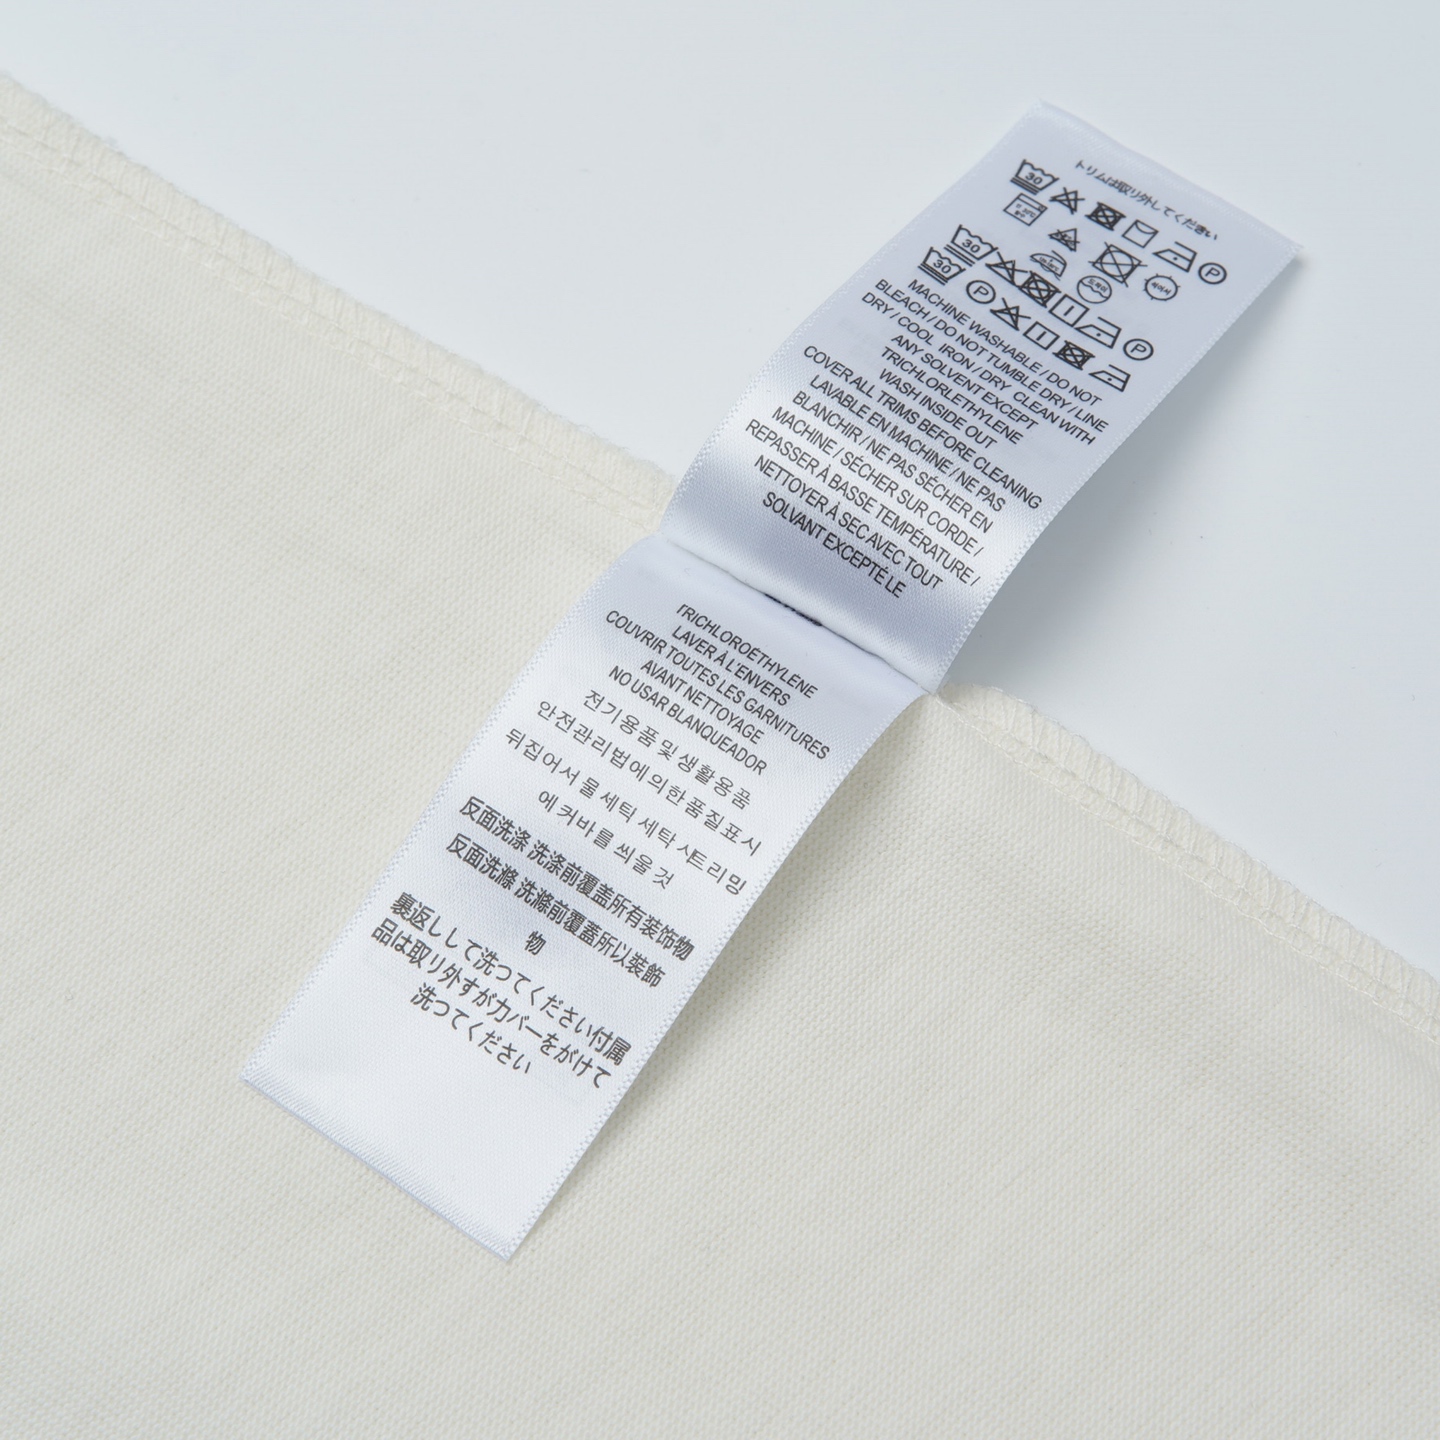 トリムは取り外してください
30 P
30 P
30 P
MACHINE WASHABLE / DO NOT
BLEACH / DO NOT TUMBLE DRY / LINE
DRY / COOL IRON / DRY CLEAN WITH
ANY SOLVENT EXCEPT
TRICHLORLETHYLENE
WASH INSIDE OUT
COVER ALL TRIMS BEFORE CLEANING
LAVABLE EN MACHINE / NE PAS
BLANCHIR / NE PAS SÉCHER EN
MACHINE / SÉCHER SUR CORDE /
REPASSER À BASSE TEMPÉRATURE /
NETTOYER À SEC AVEC TOUT
SOLVANT EXCEPTÉ LE
TRICHLOROÉTHYLENE
LAVER À L'ENVERS
COUVRIR TOUTES LES GARNITURES
AVANT NETTOYAGE
NO USAR BLANQUEADOR
전기용품 및 생활용품
안전관리법에의한품질표시
뒤집어서 물세탁 세탁 시트리밍
에 커바를 씌울 것
反面洗涤 洗涤前覆盖所有装饰物
反面洗滌 洗滌前覆蓋所以裝飾
物
裏返しして洗ってください付属
品は取り外すがカバーをがけて
洗ってください